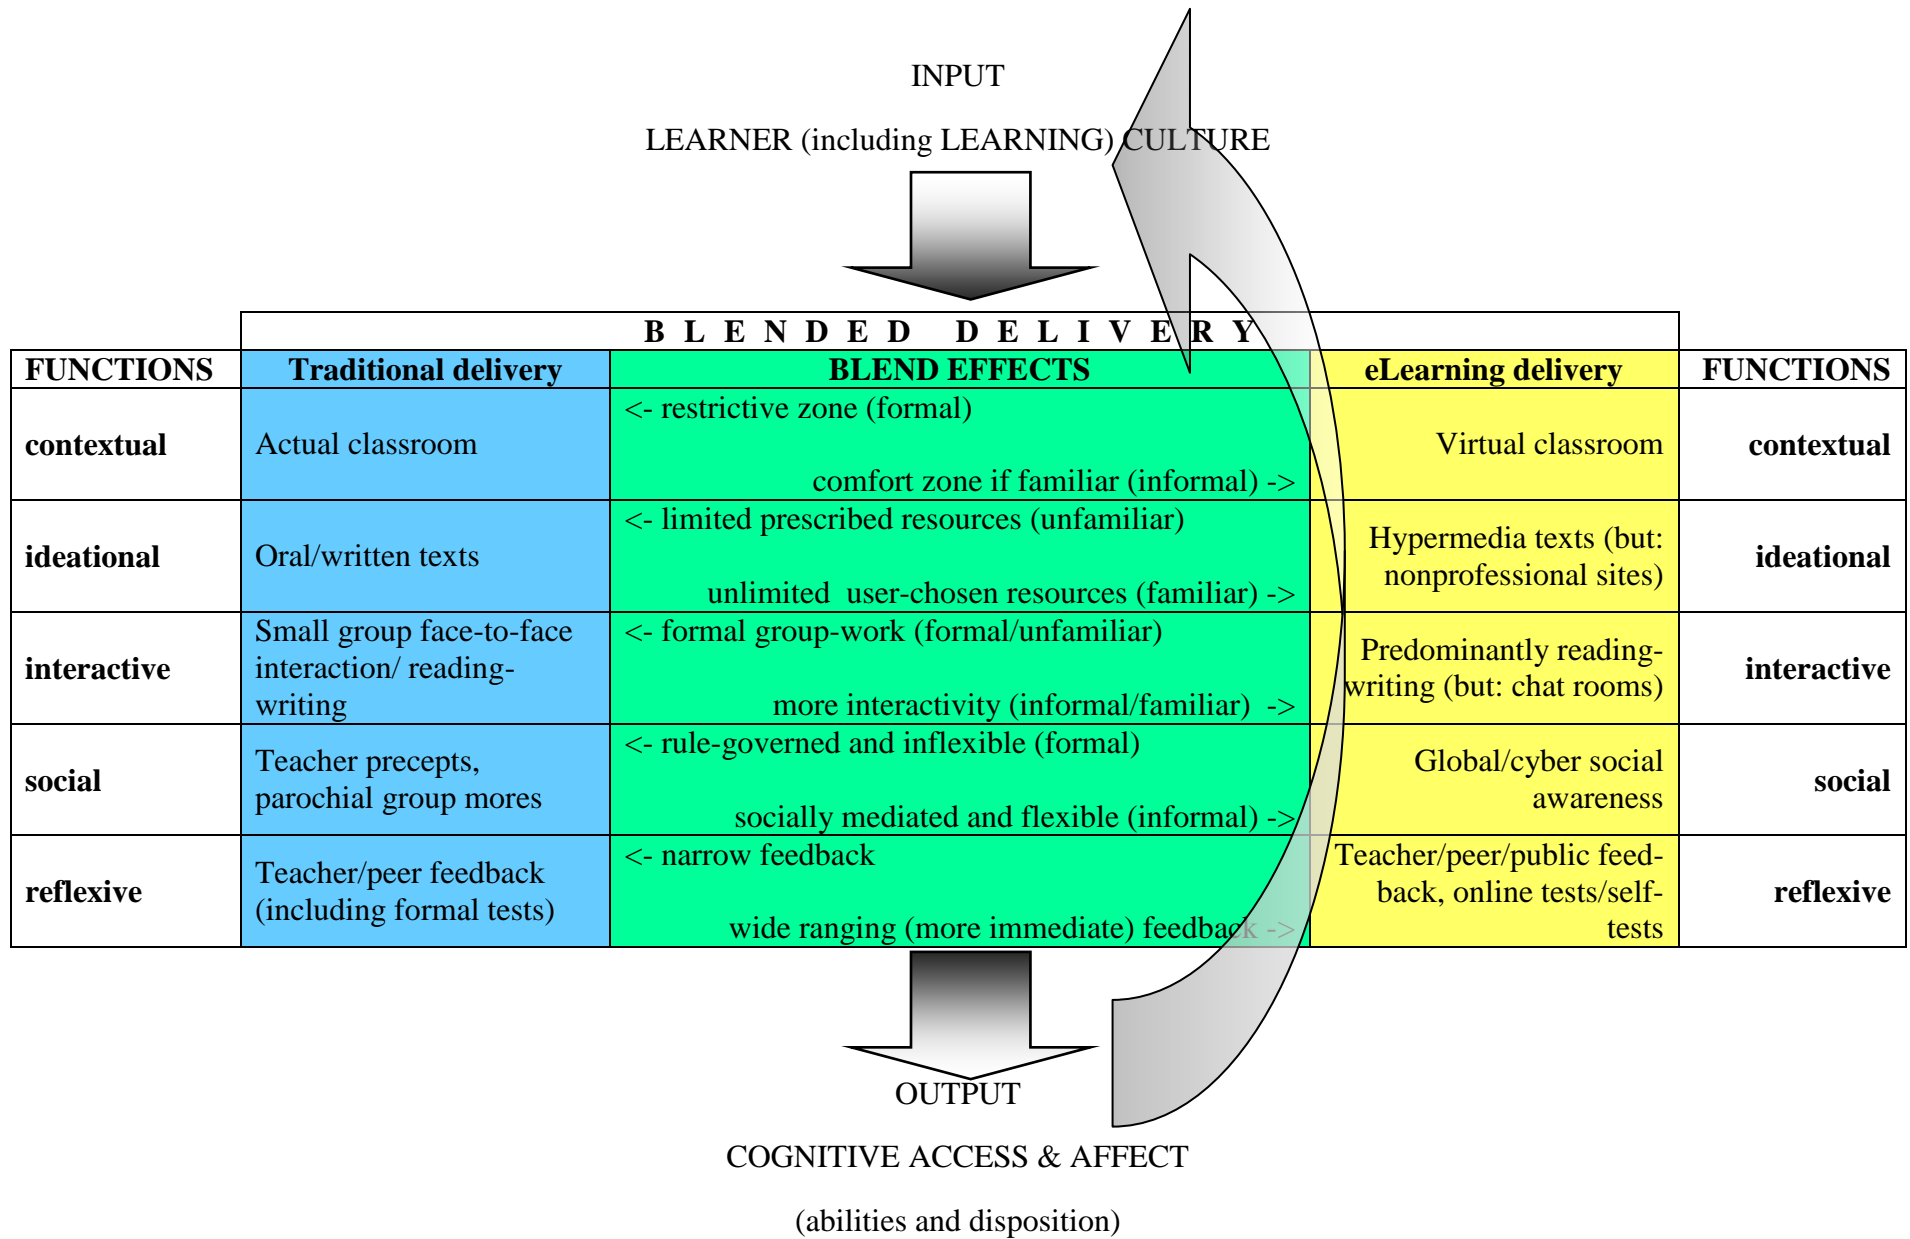 INPUT
LEARNER (including LEARNING) CULTURE
B L E N D E D D E L I V E R Y
FUNCTIONS
Traditional delivery
BLEND EFFECTS
eLearning delivery
FUNCTIONS
contextual
Actual classroom
<- restrictive zone (formal)
comfort zone if familiar (informal) ->
Virtual classroom
contextual
ideational
Oral/written texts
<- limited prescribed resources (unfamiliar)
unlimited user-chosen resources (familiar) ->
Hypermedia texts (but:
nonprofessional sites)
ideational
interactive
Small group face-to-face
interaction/ reading-
writing
<- formal group-work (formal/unfamiliar)
more interactivity (informal/familiar) ->
Predominantly reading-
writing (but: chat rooms)
interactive
social
Teacher precepts,
parochial group mores
<- rule-governed and inflexible (formal)
socially mediated and flexible (informal) ->
Global/cyber social
awareness
social
reflexive
Teacher/peer feedback
(including formal tests)
<- narrow feedback
wide ranging (more immediate) feedback ->
Teacher/peer/public feed-
back, online tests/self-
tests
reflexive
OUTPUT
COGNITIVE ACCESS & AFFECT
(abilities and disposition)